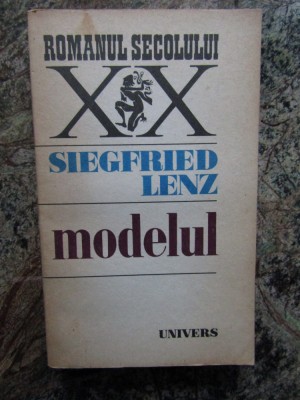 ROMANUL SECOLULUI
XX
SIEGFRIED
LENZ
modelul
UNIVERS